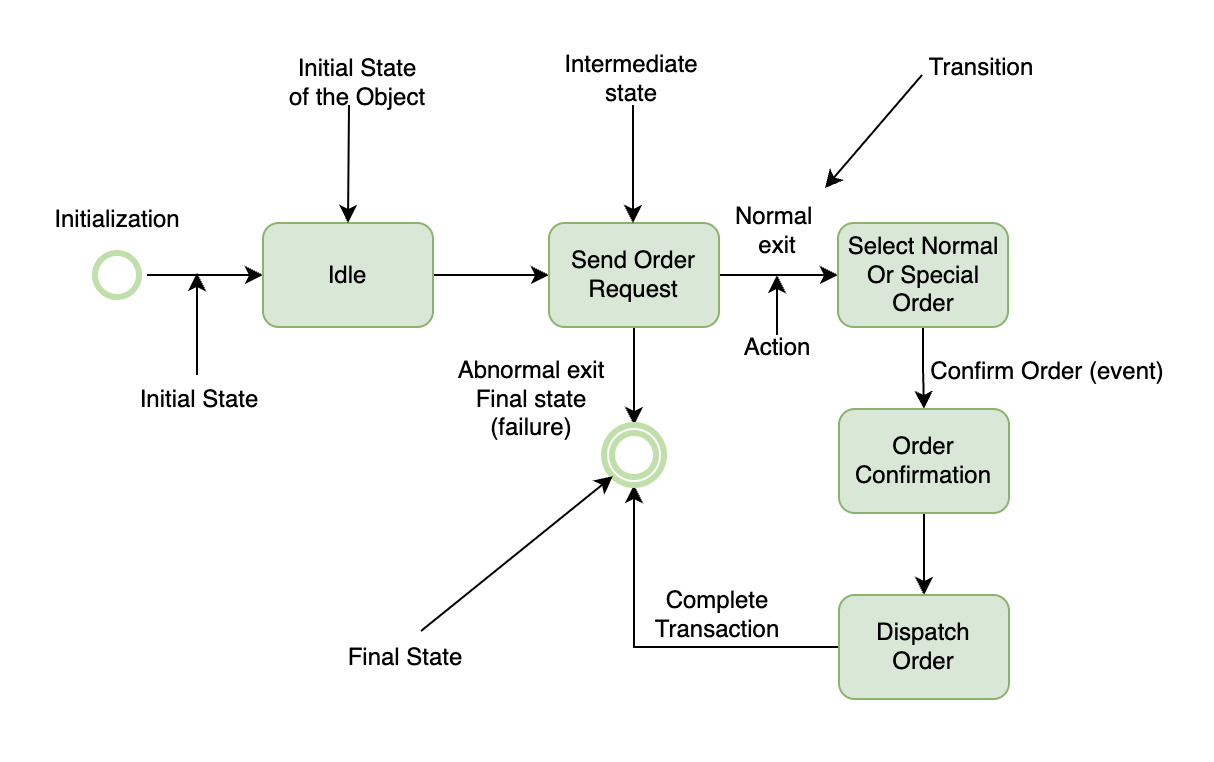 Initial State
of the Object
Intermediate
state
Transition
Initialization
Normal
exit
Idle
Send Order
Request
Select Normal
Or Special
Order
Action
Initial State
Abnormal exit
Final state
(failure)
Confirm Order (event)
Order
Confirmation
Complete
Transaction
Dispatch
Order
Final State